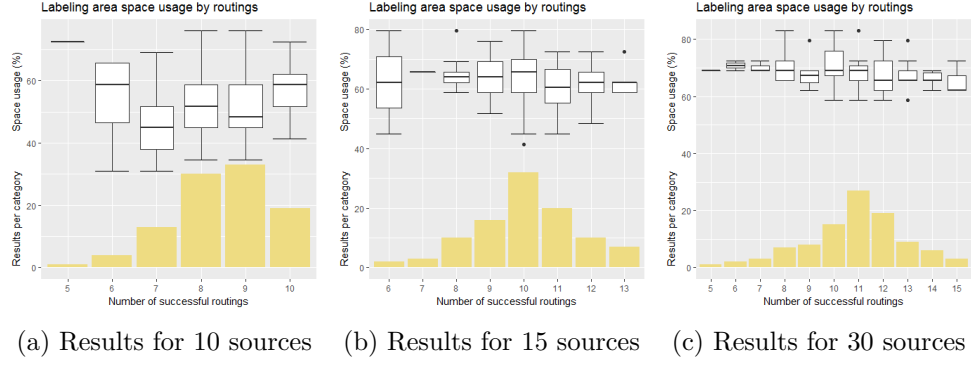 Labeling area space usage by routings
Space usage (%)
Results per category
60
40
20
0
5 6 7 8 9 10
Number of successful routings
(a) Results for 10 sources
Labeling area space usage by routings
Space usage (%)
Results per category
80
60
40
20
0
6 7 8 9 10 11 12 13
Number of successful routings
(b) Results for 15 sources
Labeling area space usage by routings
Space usage (%)
Results per category
80
60
40
20
0
5 6 7 8 9 10 11 12 13 14 15
Number of successful routings
(c) Results for 30 sources